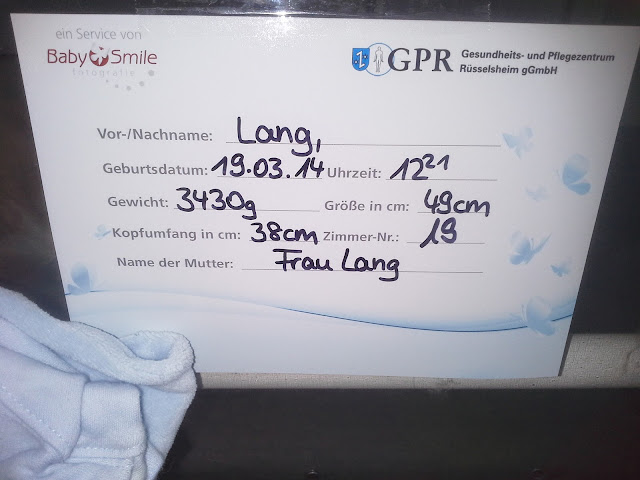 ein Service von
Baby Smile
fotografie
GPR
Gesundheits- und Pflegezentrum
Rüsselsheim gGmbH
Vor-/Nachname: Lang,
Geburtsdatum: 19.03.14 Uhrzeit: 12²¹
Gewicht: 3430g Größe in cm: 49cm
Kopfumfang in cm: 38cm Zimmer-Nr.: 19
Name der Mutter: Frau Lang